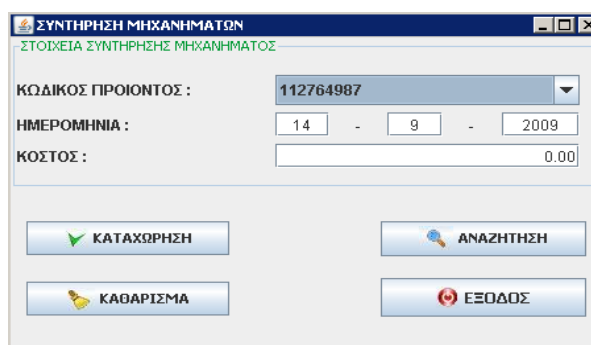 ΣΥΝΤΗΡΗΣΗ ΜΗΧΑΝΗΜΑΤΩΝ
ΣΤΟΙΧΕΙΑ ΣΥΝΤΗΡΗΣΗΣ ΜΗΧΑΝΗΜΑΤΟΣ
ΚΩΔΙΚΟΣ ΠΡΟΙΟΝΤΟΣ : 112764987
ΗΜΕΡΟΜΗΝΙΑ : 14 - 9 - 2009
ΚΟΣΤΟΣ : 0.00
ΚΑΤΑΧΩΡΗΣΗ ΑΝΑΖΗΤΗΣΗ
ΚΑΘΑΡΙΣΜΑ ΕΞΟΔΟΣ